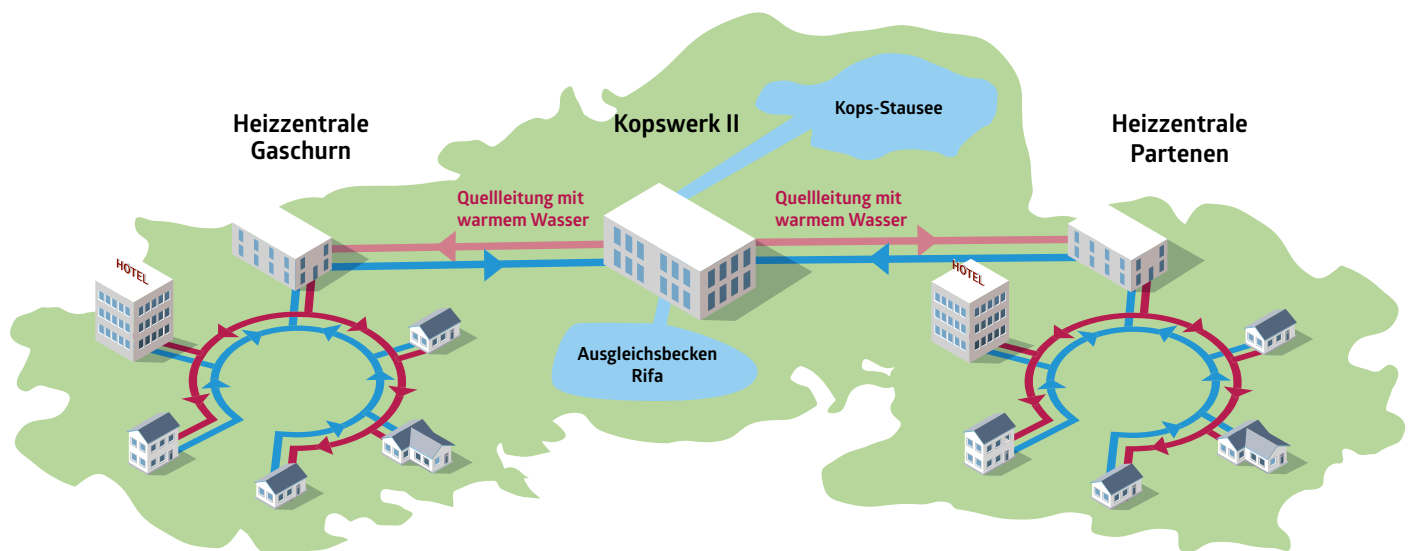 Heizzentrale
Gaschurn
Kopswerk II
Kops-Stausee
Heizzentrale
Partenen
Quellleitung mit
warmem Wasser
Quellleitung mit
warmem Wasser
HOTEL
HOTEL
Ausgleichsbecken
Rifa